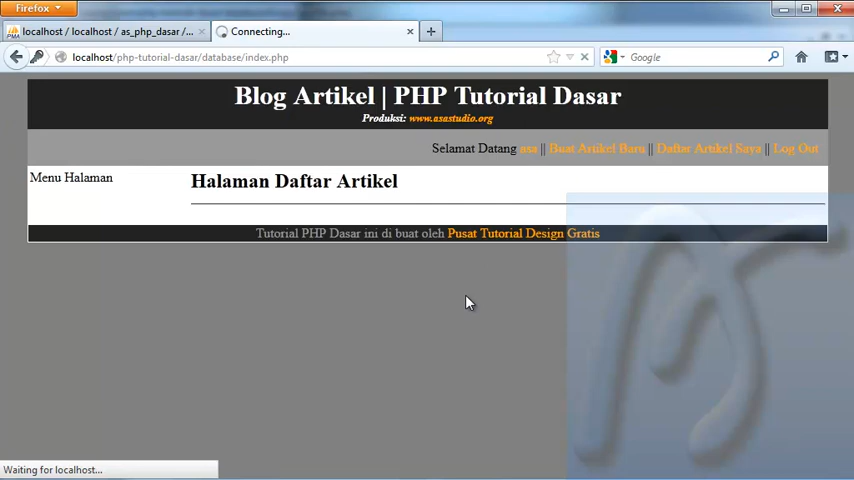 Firefox
PMA localhost / localhost / as_php_dasar /...
Connecting...
localhost/php-tutorial-dasar/database/index.php
Google
Blog Artikel | PHP Tutorial Dasar
Produksi: www.asastudio.org
Selamat Datang asa || Buat Artikel Baru || Daftar Artikel Saya || Log Out
Menu Halaman
Halaman Daftar Artikel
Tutorial PHP Dasar ini di buat oleh Pusat Tutorial Design Gratis
Waiting for localhost...